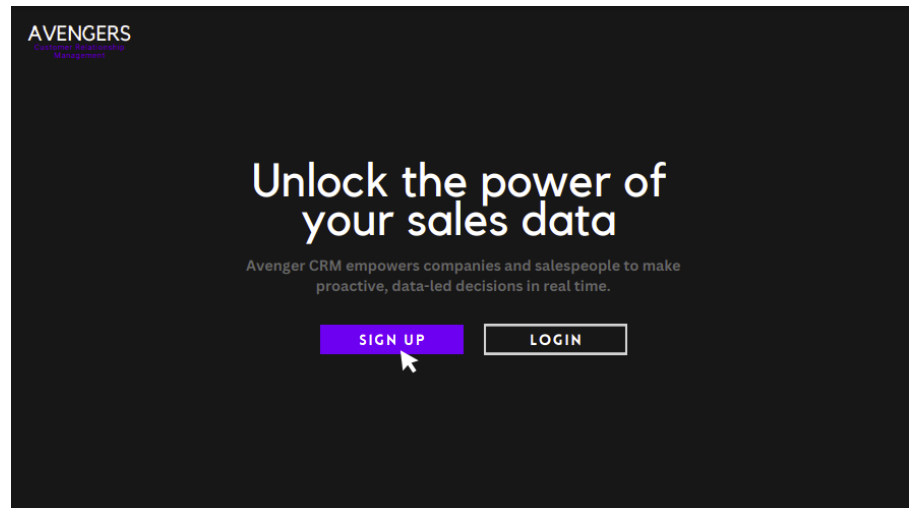 AVENGERS
Customer Relationship
Management
Unlock the power of
your sales data
Avenger CRM empowers companies and salespeople to make
proactive, data-led decisions in real time.
SIGN UP
LOGIN